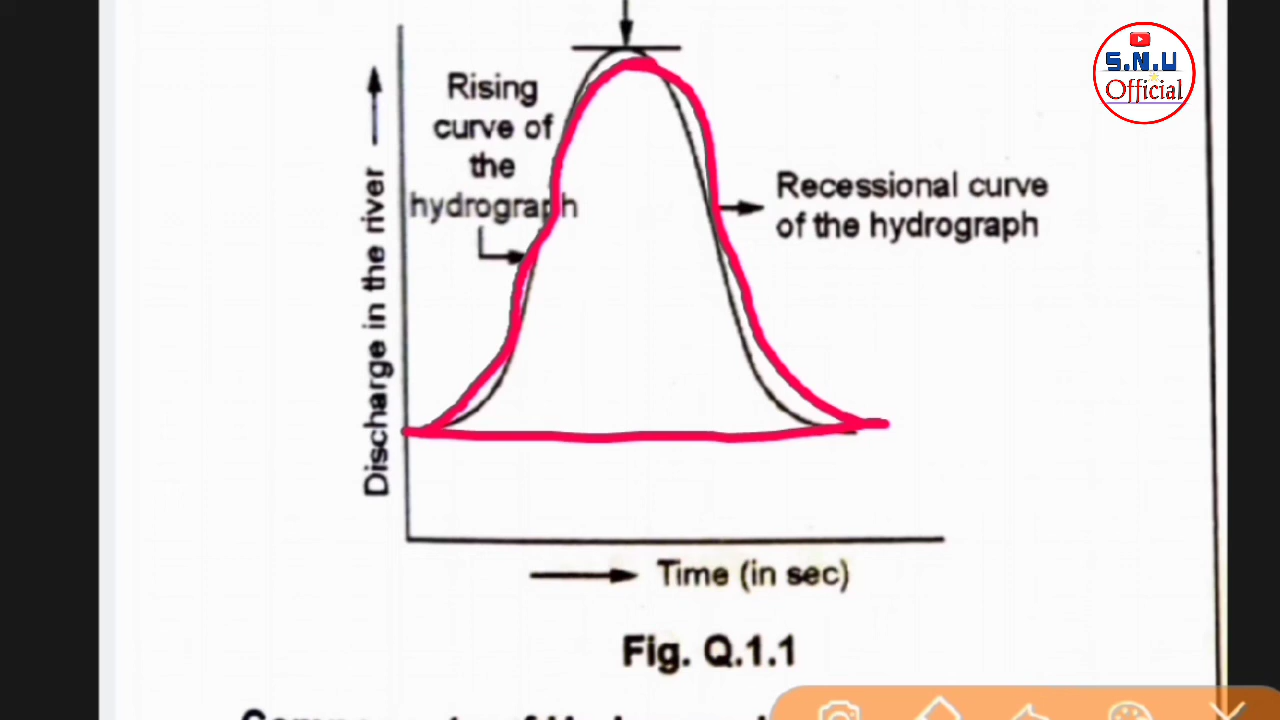 S.N.U
Official
Rising
curve of
the
hydrograph
Recessional curve
of the hydrograph
Discharge in the river
Time (in sec)
Fig. Q.1.1